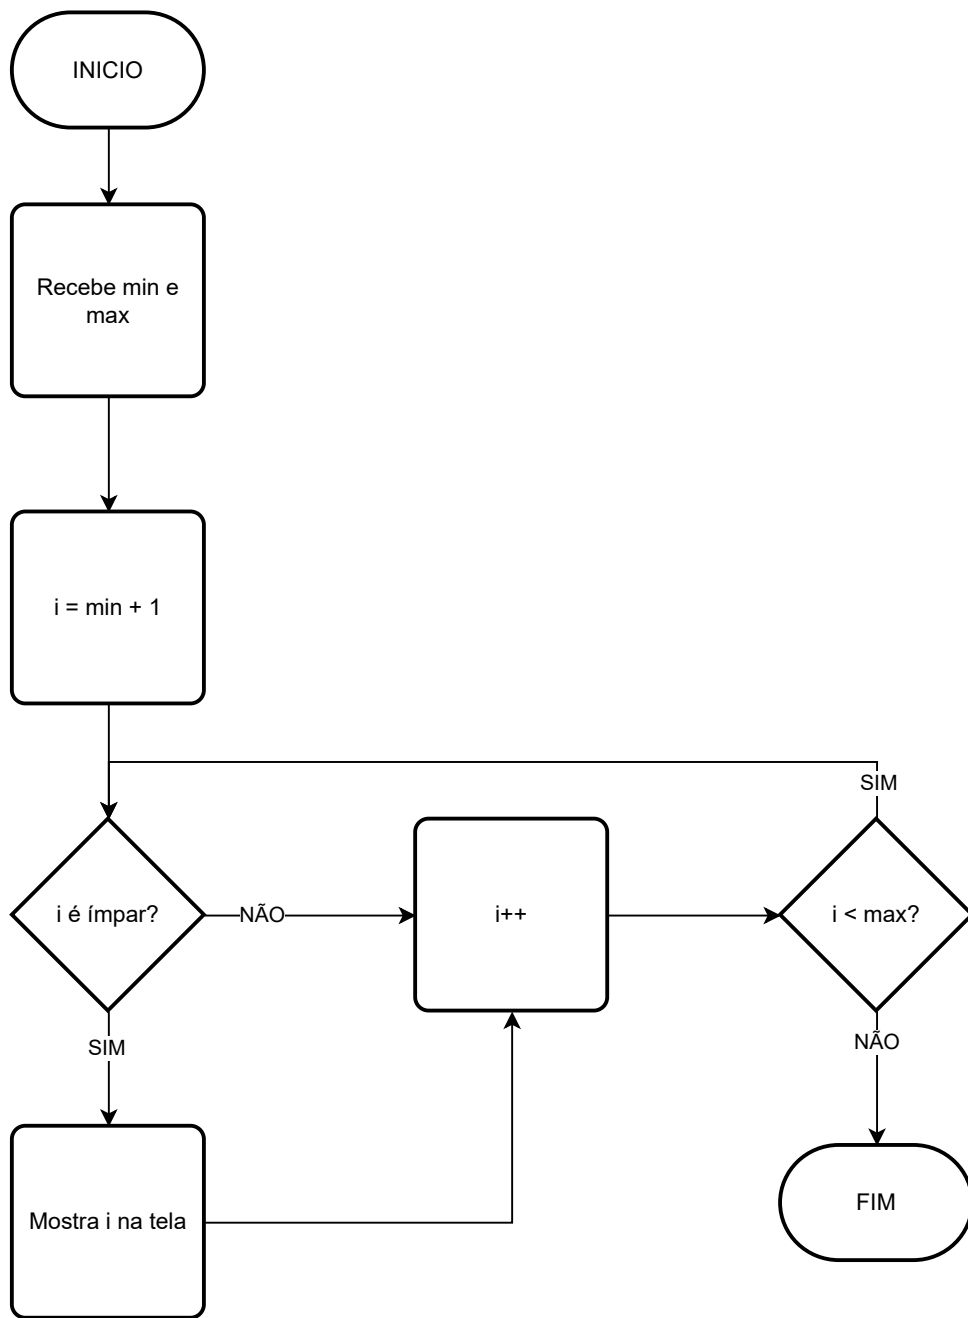 INICIO
Recebe min e
max
i = min + 1
SIM
i é ímpar?
NÃO
i++
i < max?
SIM
NÃO
Mostra i na tela
FIM